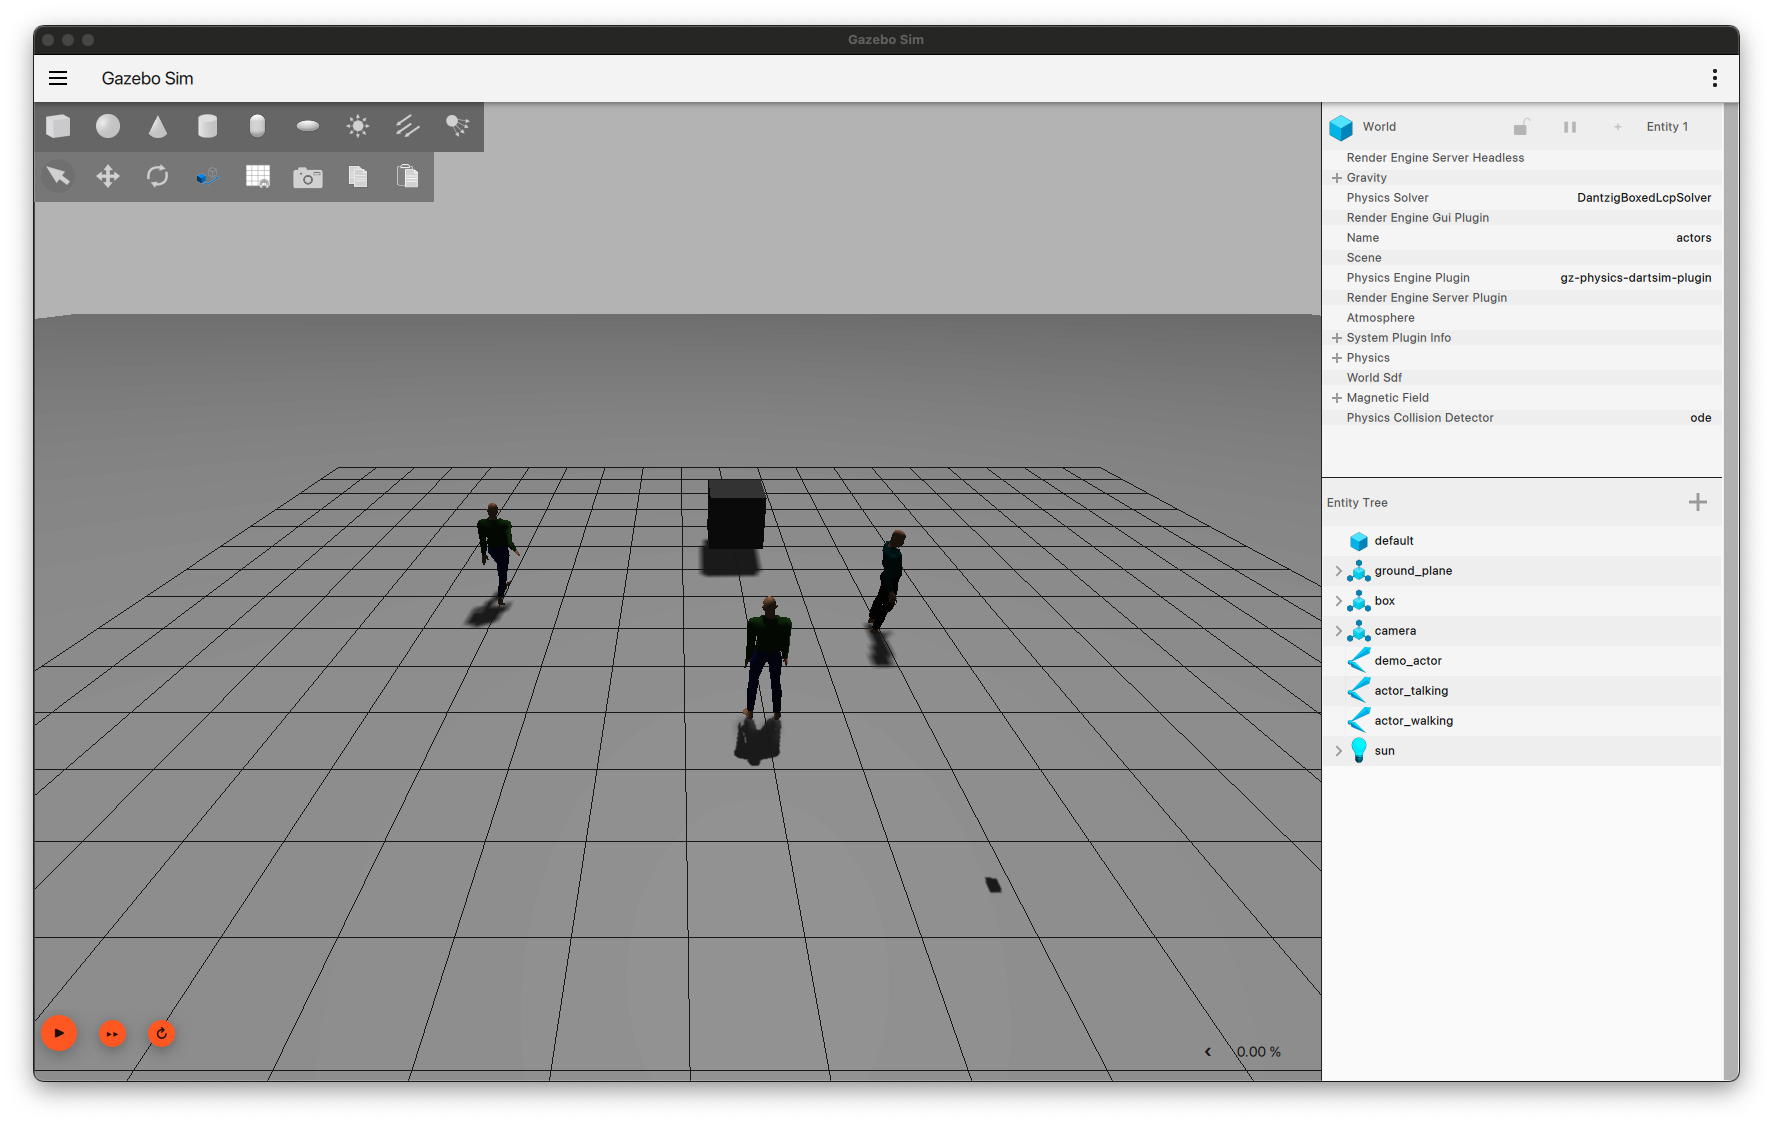 Gazebo Sim
Gazebo Sim
World
Entity 1
Render Engine Server Headless
Gravity
Physics Solver DantzigBoxedLcpSolver
Render Engine Gui Plugin
Name actors
Scene
Physics Engine Plugin gz-physics-dartsim-plugin
Render Engine Server Plugin
Atmosphere
System Plugin Info
Physics
World Sdf
Magnetic Field
Physics Collision Detector ode
Entity Tree
default
ground_plane
box
camera
demo_actor
actor_talking
actor_walking
sun
0.00 %